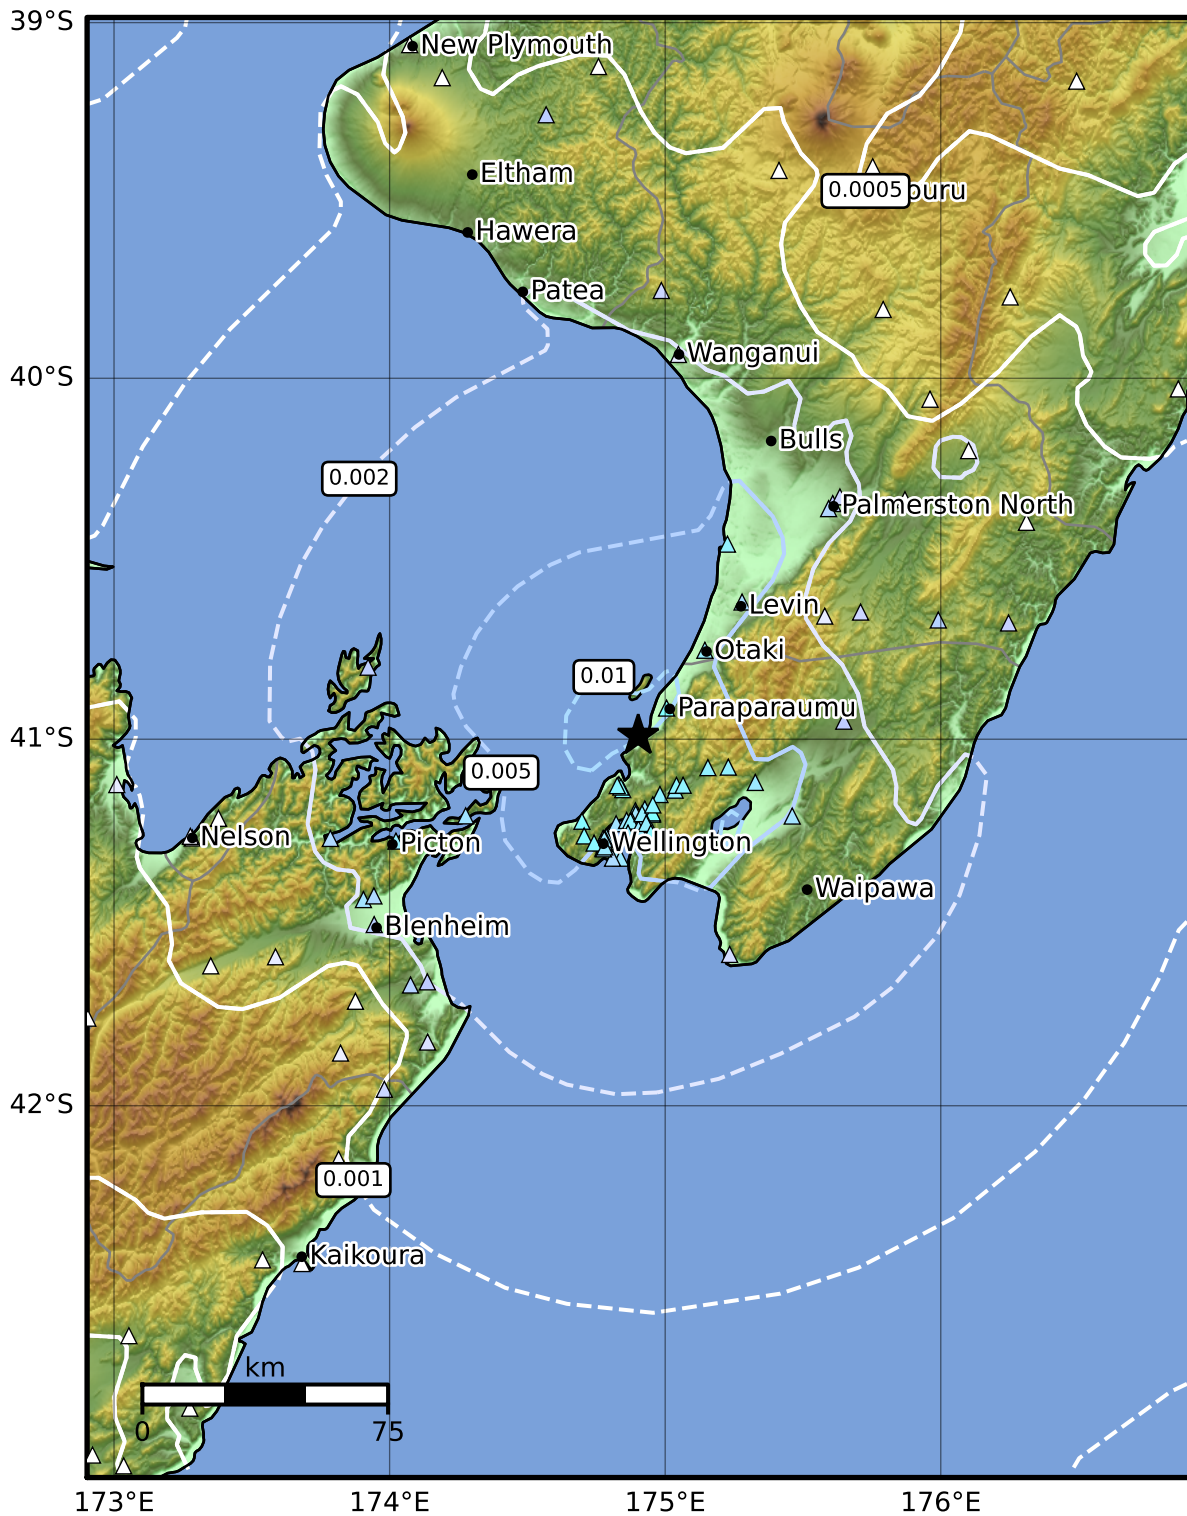 39°S
New Plymouth
Eltham
0.0005
Hawera
Patea
Wanganui
40°S
Bulls
0.002
Palmerston North
Levin
Otaki
0.01
Paraparaumu
41°S
0.005
Nelson
Picton
Wellington
Waipawa
Blenheim
42°S
0.001
Kaikoura
km
0
75
173°E
174°E
175°E
176°E